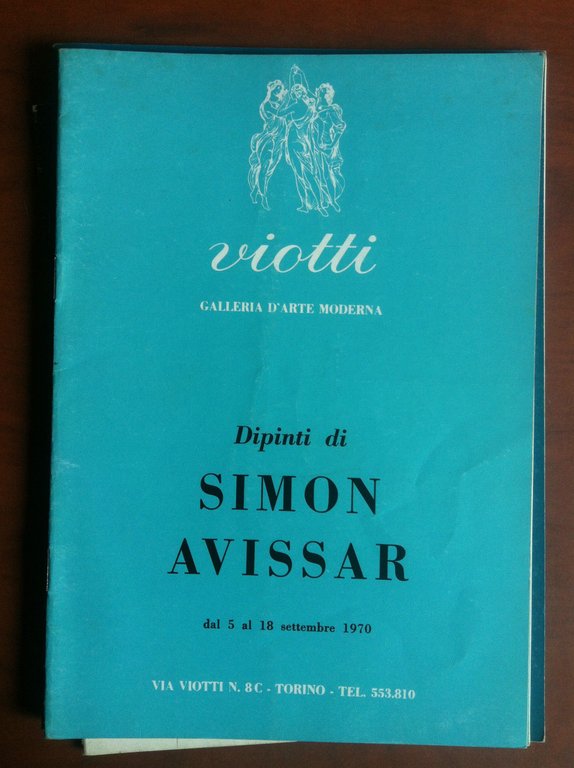 viotti
GALLERIA D'ARTE MODERNA
Dipinti di
SIMON
AVISSAR
dal 5 al 18 settembre 1970
VIA VIOTTI N. 8C - TORINO - TEL. 553.810